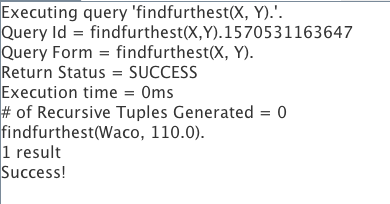 Executing query 'findfurthest(X, Y).'.
Query Id = findfurthest(X,Y).1570531163647
Query Form = findfurthest(X, Y).
Return Status = SUCCESS
Execution time = 0ms
# of Recursive Tuples Generated = 0
findfurthest(Waco, 110.0).
1 result
Success!